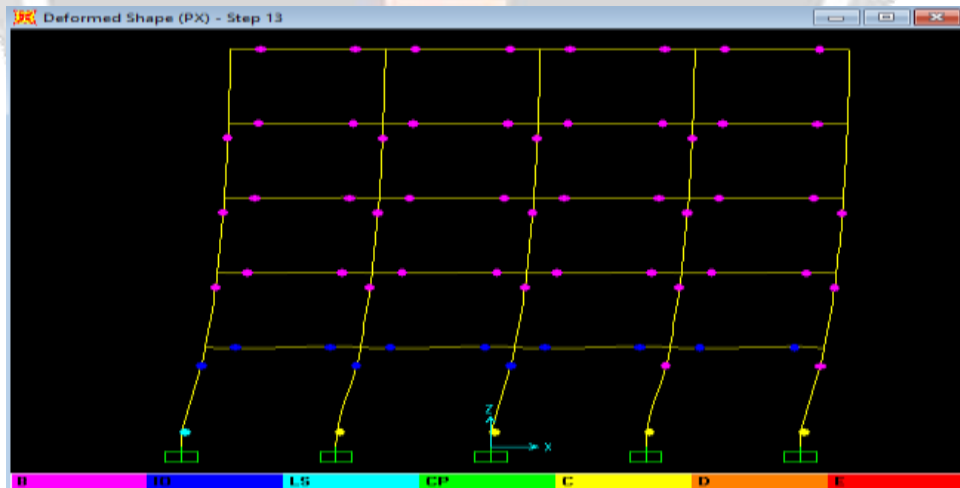 Deformed Shape (PX) - Step 13
Z
X
B IO LS CP C D E